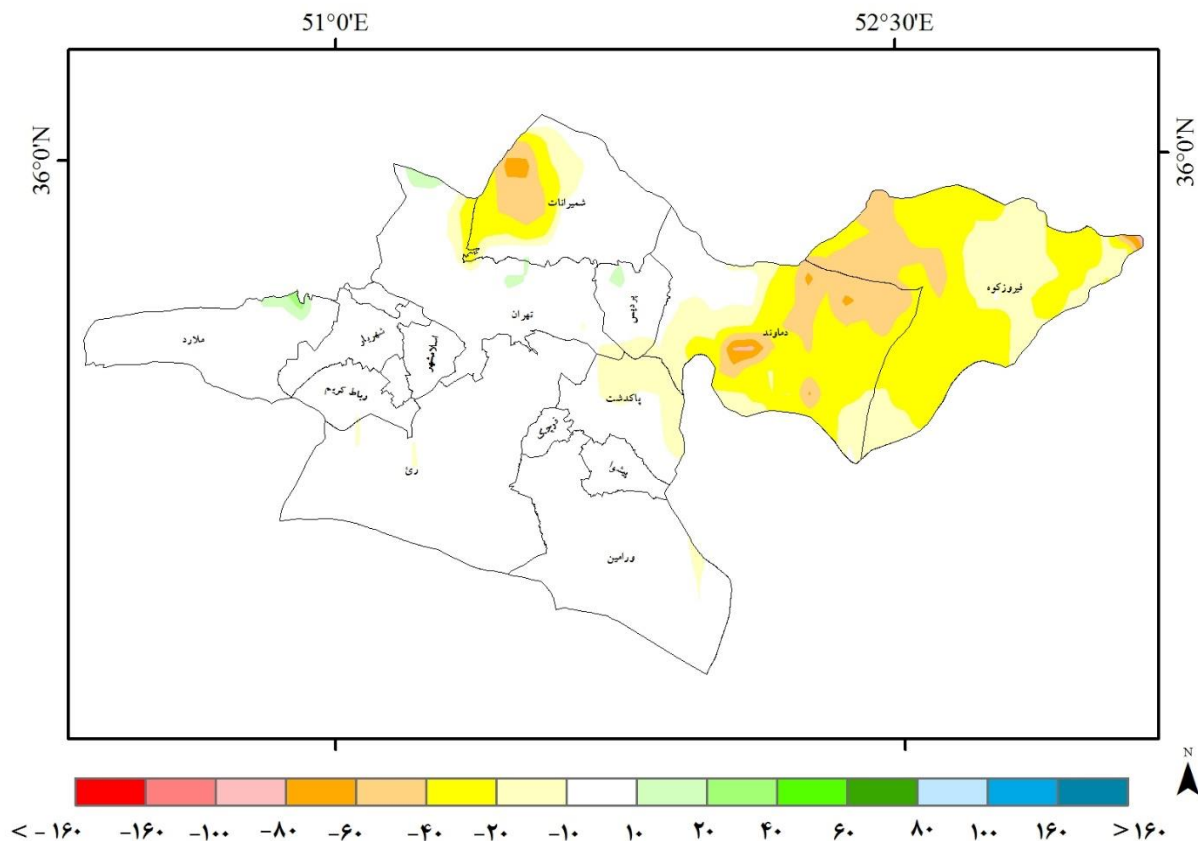 51°0'E 52°30'E
36°0'N 36°0'N
شمیرانات
فیروزکوه
پردیس
تهران
دماوند
ملارد
شهریار
اسلامشهر
رباط کریم
پاکدشت
قرچک
ری
پیشوا
ورامین
N
< - ۱۶۰ -۱۶۰ -۱۰۰ -۸۰ -۶۰ -۴۰ -۲۰ -۱۰ ۱۰ ۲۰ ۴۰ ۶۰ ۸۰ ۱۰۰ ۱۶۰ > ۱۶۰